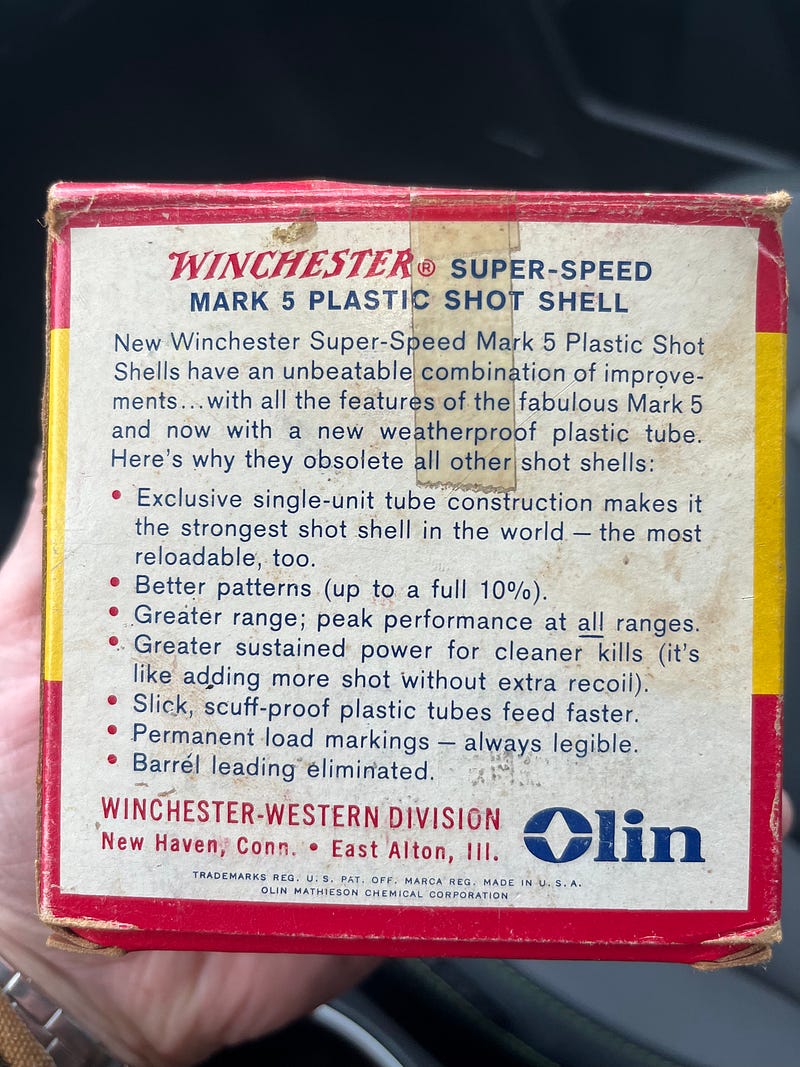 WINCHESTER® SUPER-SPEED
MARK 5 PLASTIC SHOT SHELL
New Winchester Super-Speed Mark 5 Plastic Shot
Shells have an unbeatable combination of improve-
ments...with all the features of the fabulous Mark 5
and now with a new weatherproof plastic tube.
Here's why they obsolete all other shot shells:
• Exclusive single-unit tube construction makes it
the strongest shot shell in the world — the most
reloadable, too.
• Better patterns (up to a full 10%).
• Greater range; peak performance at all ranges.
• Greater sustained power for cleaner kills (it's
like adding more shot without extra recoil).
• Slick, scuff-proof plastic tubes feed faster.
• Permanent load markings — always legible.
• Barrel leading eliminated.
WINCHESTER-WESTERN DIVISION
New Haven, Conn. • East Alton, Ill.
Olin
TRADEMARKS REG. U. S. PAT. OFF. MARCA REG. MADE IN U. S. A.
OLIN MATHIESON CHEMICAL CORPORATION